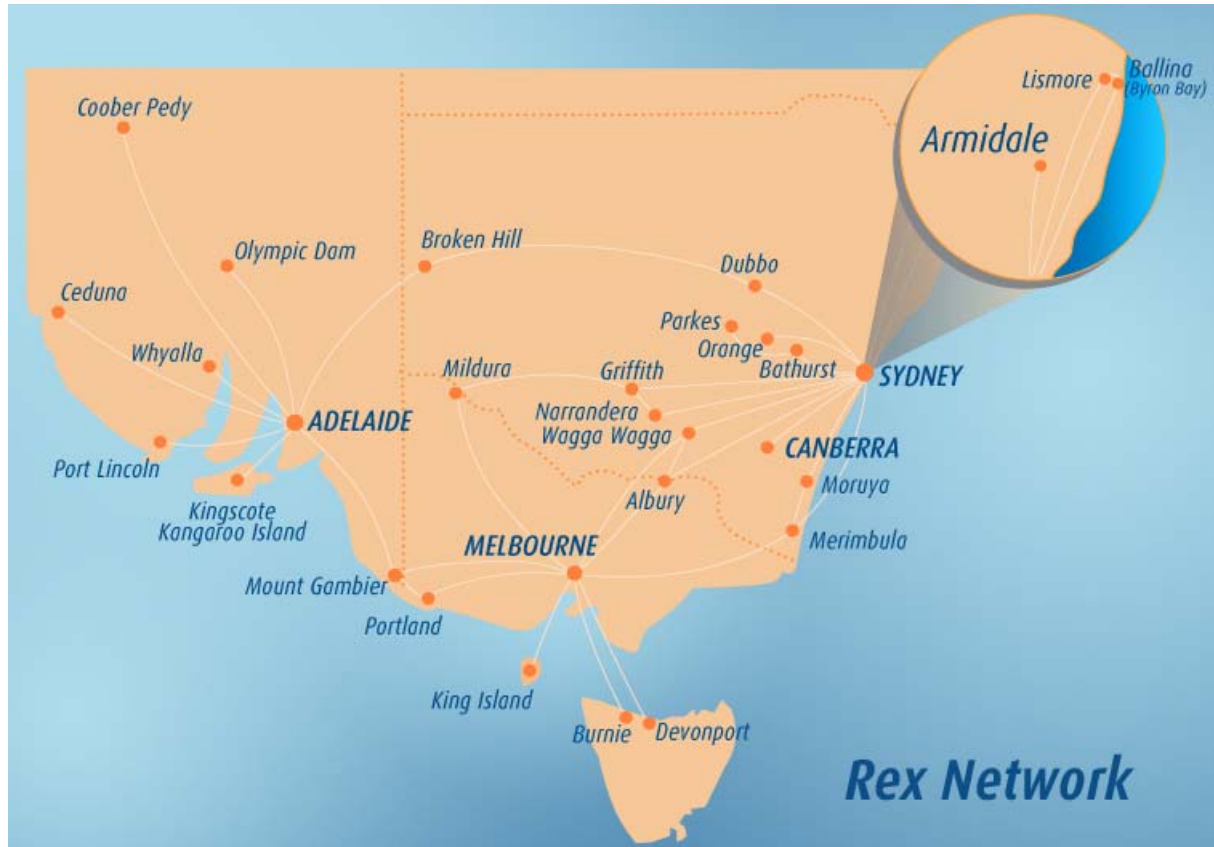 Lismore
Ballina
(Byron Bay)
Coober Pedy
Armidale
Broken Hill
Olympic Dam
Dubbo
Ceduna
Parkes
Orange
Whyalla
Mildura
Griffith
Bathurst
SYDNEY
ADELAIDE
Narrandera
Wagga Wagga
CANBERRA
Port Lincoln
Albury
Moruya
Kingscote
Kangaroo Island
MELBOURNE
Merimbula
Mount Gambier
Portland
King Island
Burnie
Devonport
Rex Network